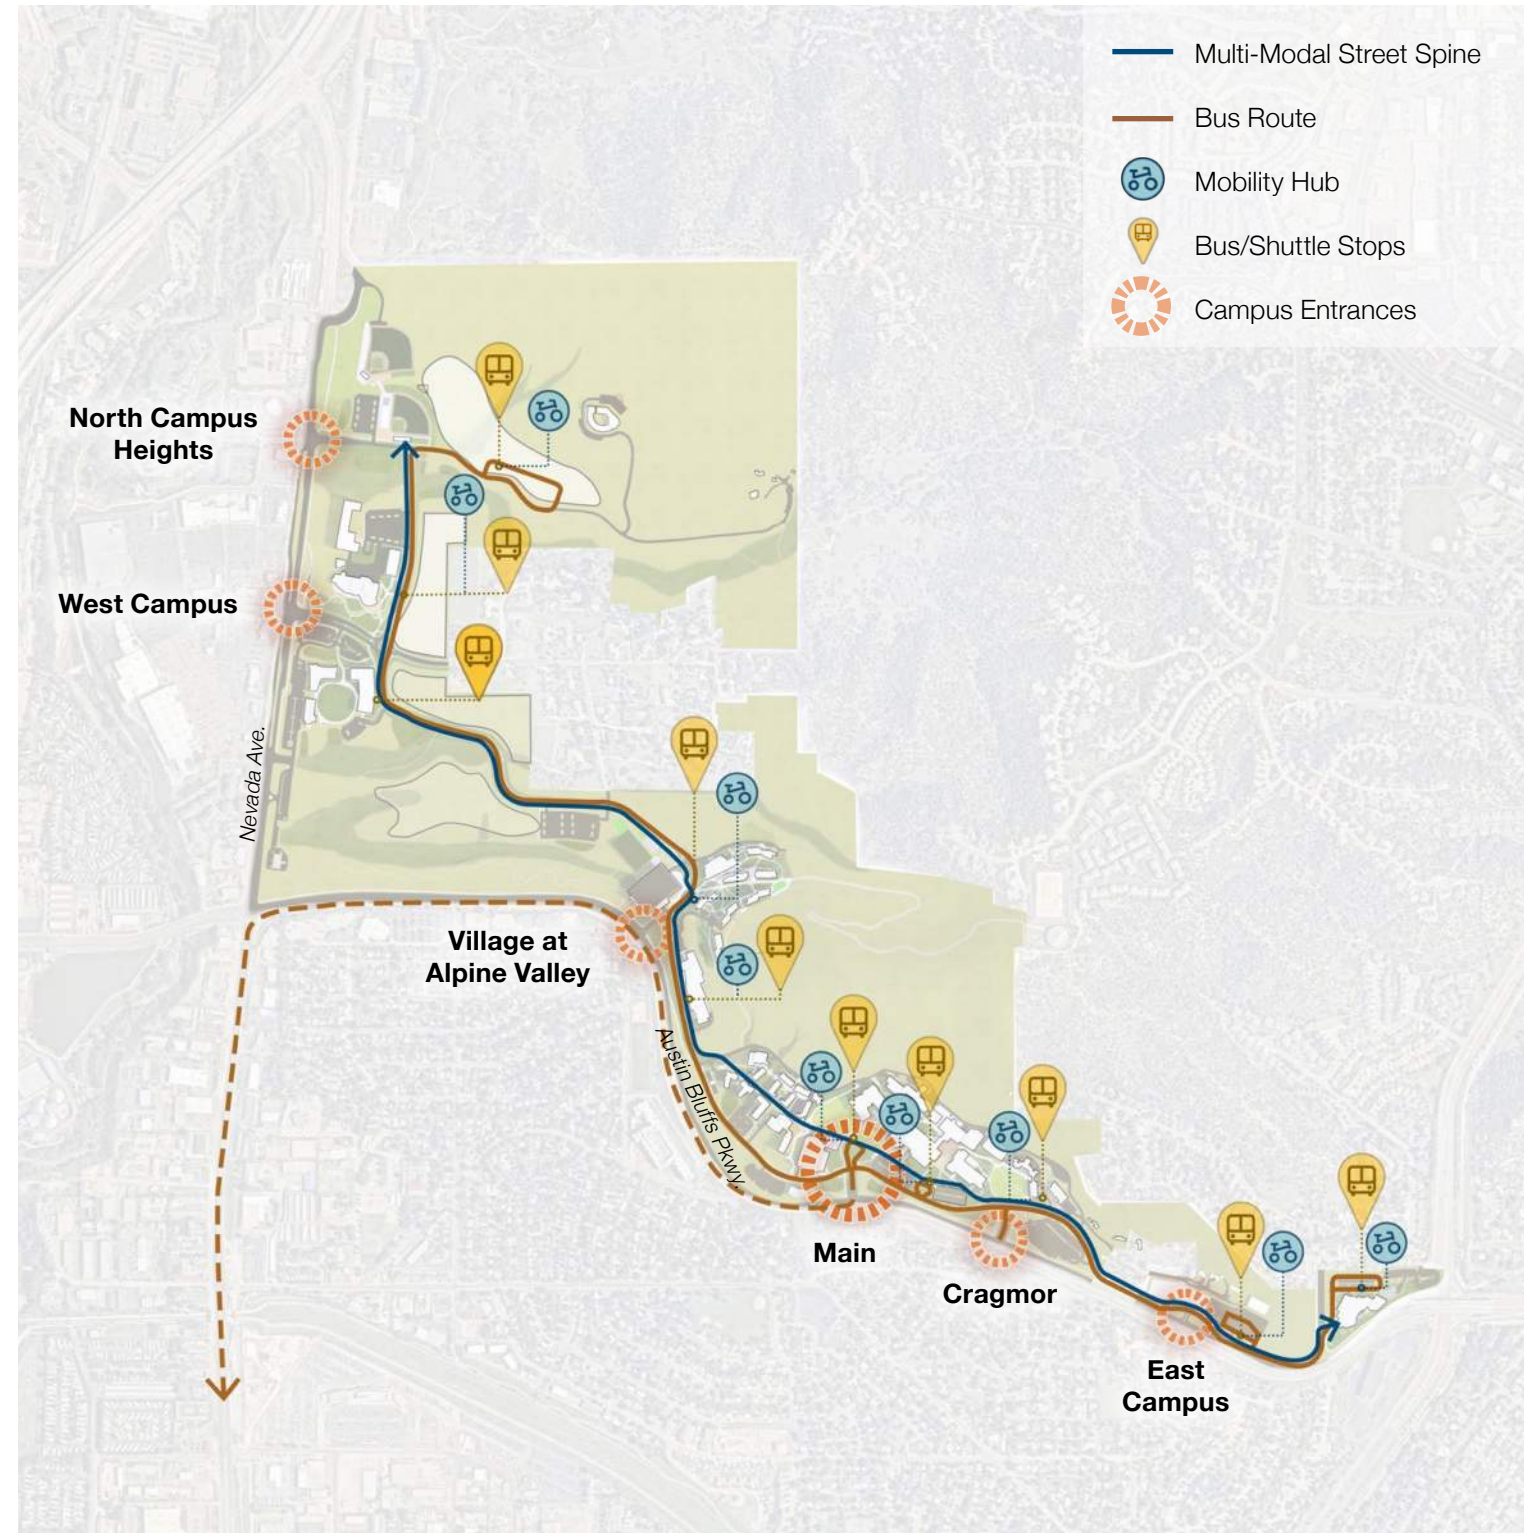 Multi-Modal Street Spine
Bus Route
Mobility Hub
Bus/Shuttle Stops
Campus Entrances
North Campus
Heights
West Campus
Nevada Ave.
Village at
Alpine Valley
Austin Bluffs Pkwy.
Main
Cragmor
East
Campus